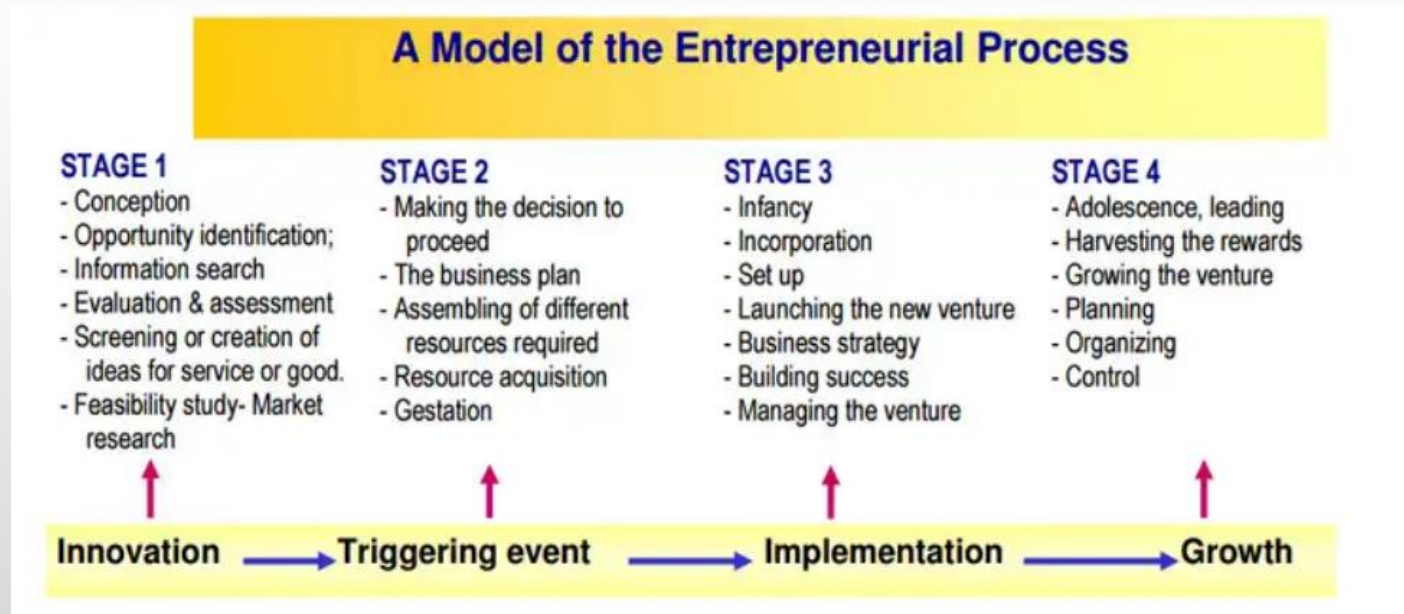 A Model of the Entrepreneurial Process
STAGE 1
- Conception
- Opportunity identification;
- Information search
- Evaluation & assessment
- Screening or creation of
ideas for service or good.
- Feasibility study- Market
research
STAGE 2
- Making the decision to
proceed
- The business plan
- Assembling of different
resources required
- Resource acquisition
- Gestation
STAGE 3
- Infancy
- Incorporation
- Set up
- Launching the new venture
- Business strategy
- Building success
- Managing the venture
STAGE 4
- Adolescence, leading
- Harvesting the rewards
- Growing the venture
- Planning
- Organizing
- Control
Innovation Triggering event Implementation Growth